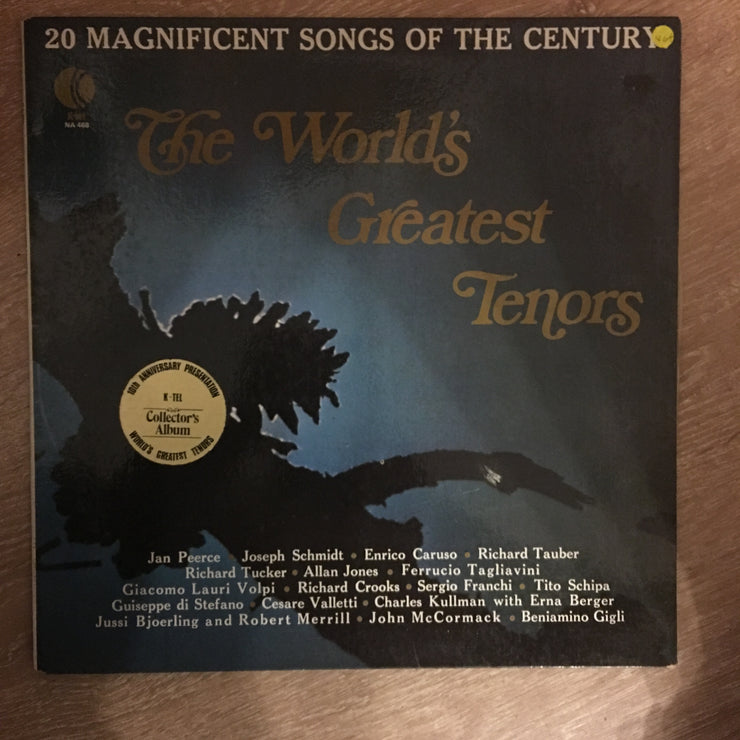 20 MAGNIFICENT SONGS OF THE CENTURY
K-tel
NA 468
The World's
Greatest
Tenors
10th ANNIVERSARY PRESENTATION
K-TEL
Collector's
Album
WORLD'S GREATEST TENORS
Jan Peerce • Joseph Schmidt • Enrico Caruso • Richard Tauber
Richard Tucker • Allan Jones • Ferrucio Tagliavini
Giacomo Lauri Volpi • Richard Crooks • Sergio Franchi • Tito Schipa
Guiseppe di Stefano • Cesare Valletti • Charles Kullman with Erna Berger
Jussi Bjoerling and Robert Merrill • John McCormack • Beniamino Gigli